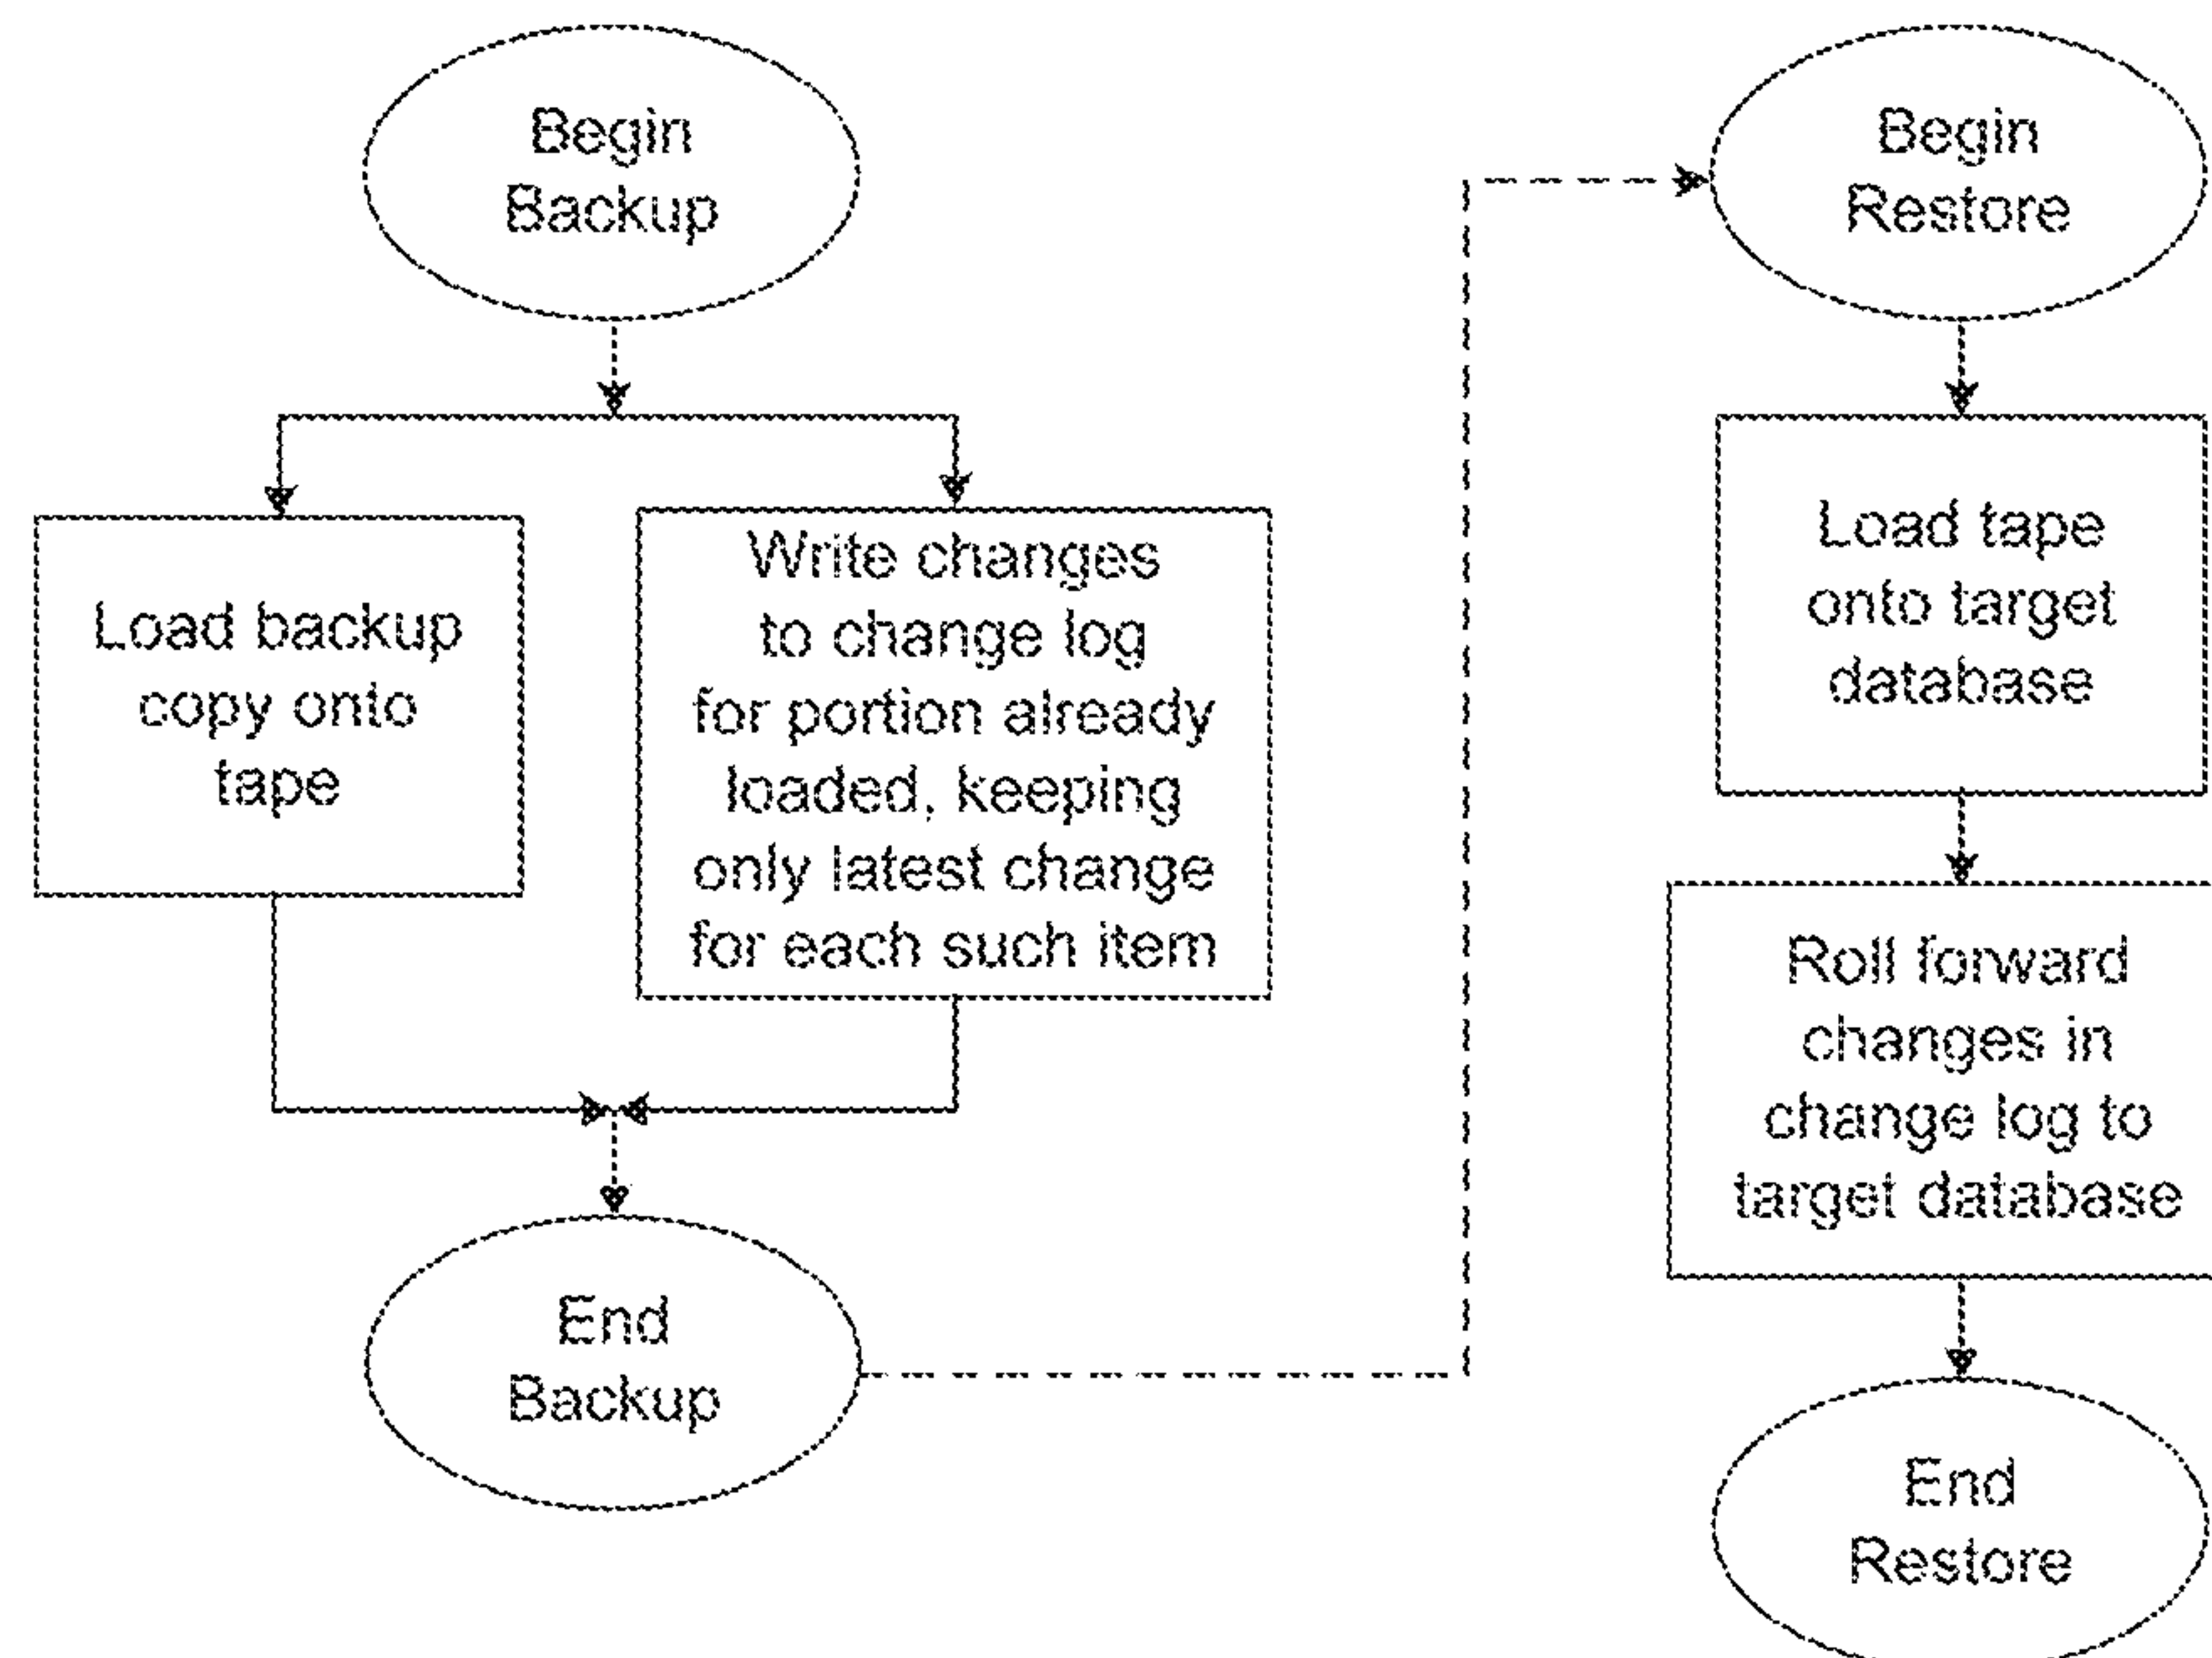 Begin
Backup
Load backup
copy onto
tape
Write changes
to change log
for portion already
loaded, keeping
only latest change
for each such item
End
Backup
Begin
Restore
Load tape
onto target
database
Roll forward
changes in
change log to
target database
End
Restore